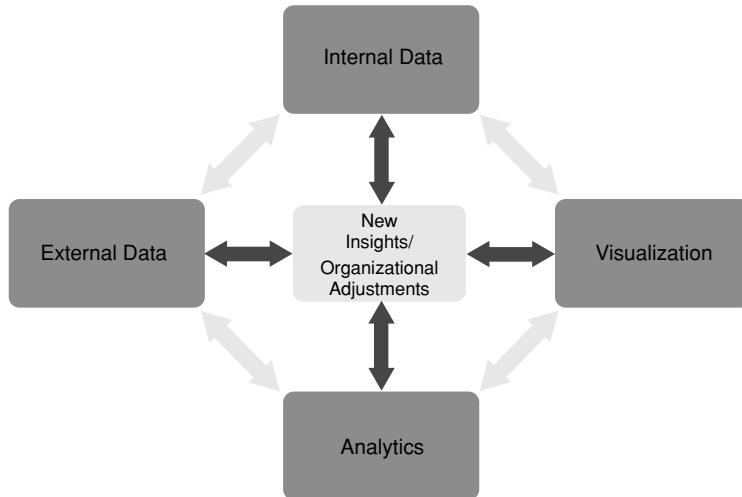 Internal Data
External Data
New
Insights/
Organizational
Adjustments
Visualization
Analytics